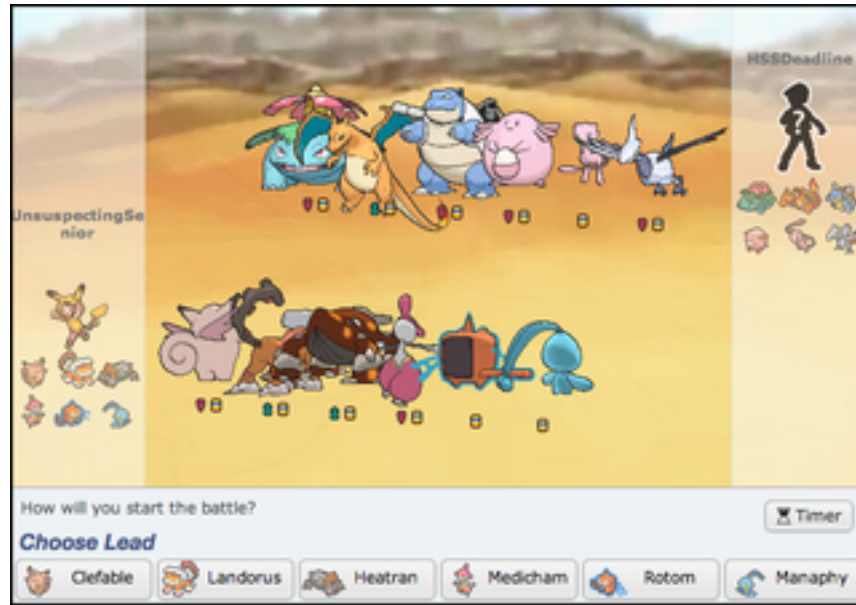 HSSDeadline
UnsuspectingSe
nior
How will you start the battle?
Timer
Choose Lead
Clefable
Landorus
Heatran
Medicham
Rotom
Manaphy